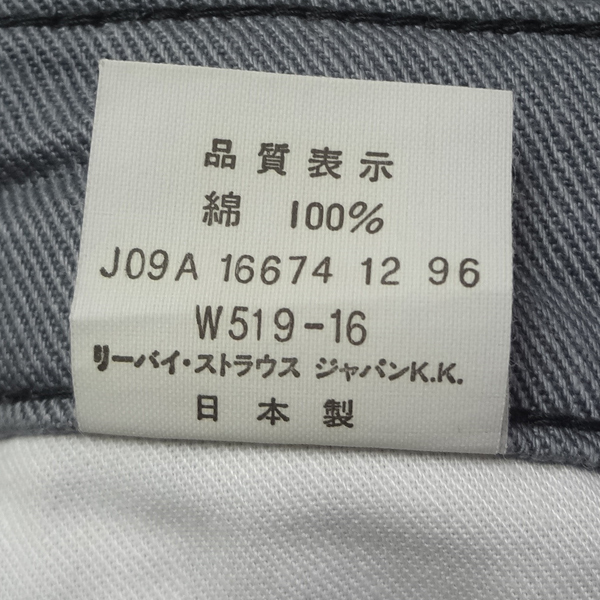 品質表示
綿 100%
J09A 16674 12 96
W519-16
リーバイ・ストラウス ジャパンK.K.
日本製